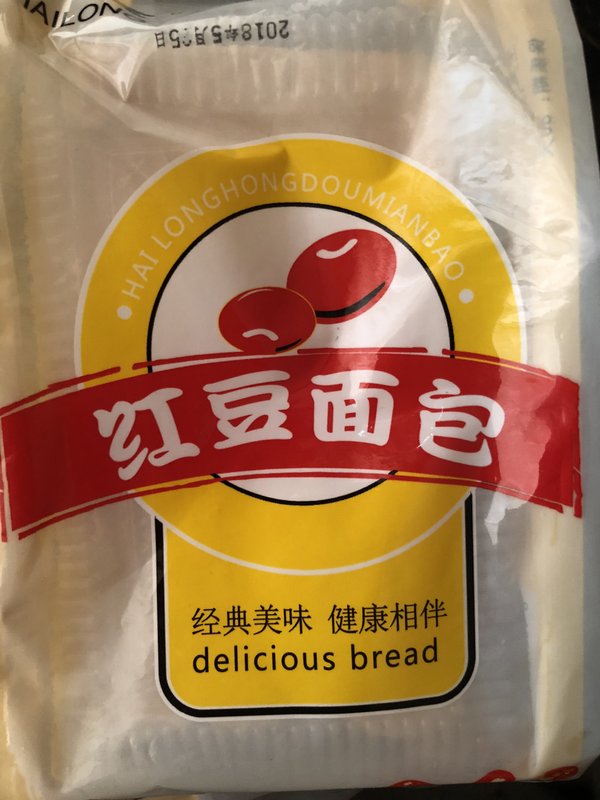 HAILONG
2018年5月25日
HAI LONGHONGDOUMIANBAO
红豆面包
经典美味 健康相伴
delicious bread